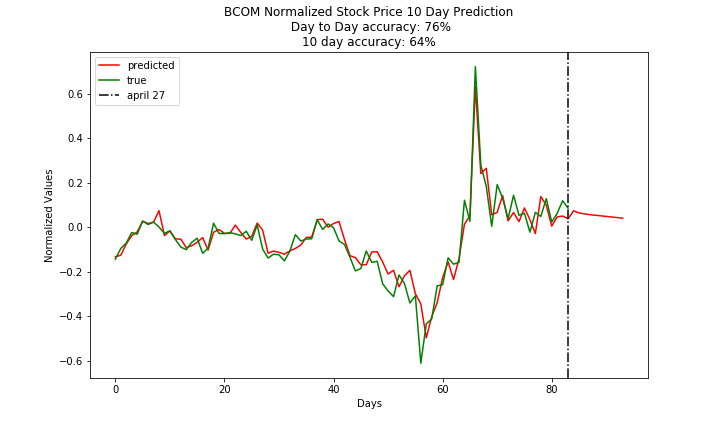 BCOM Normalized Stock Price 10 Day Prediction
Day to Day accuracy: 76%
10 day accuracy: 64%
predicted
true
april 27
Normalized Values
0.6
0.4
0.2
0.0
−0.2
−0.4
−0.6
0
20
40
60
80
Days